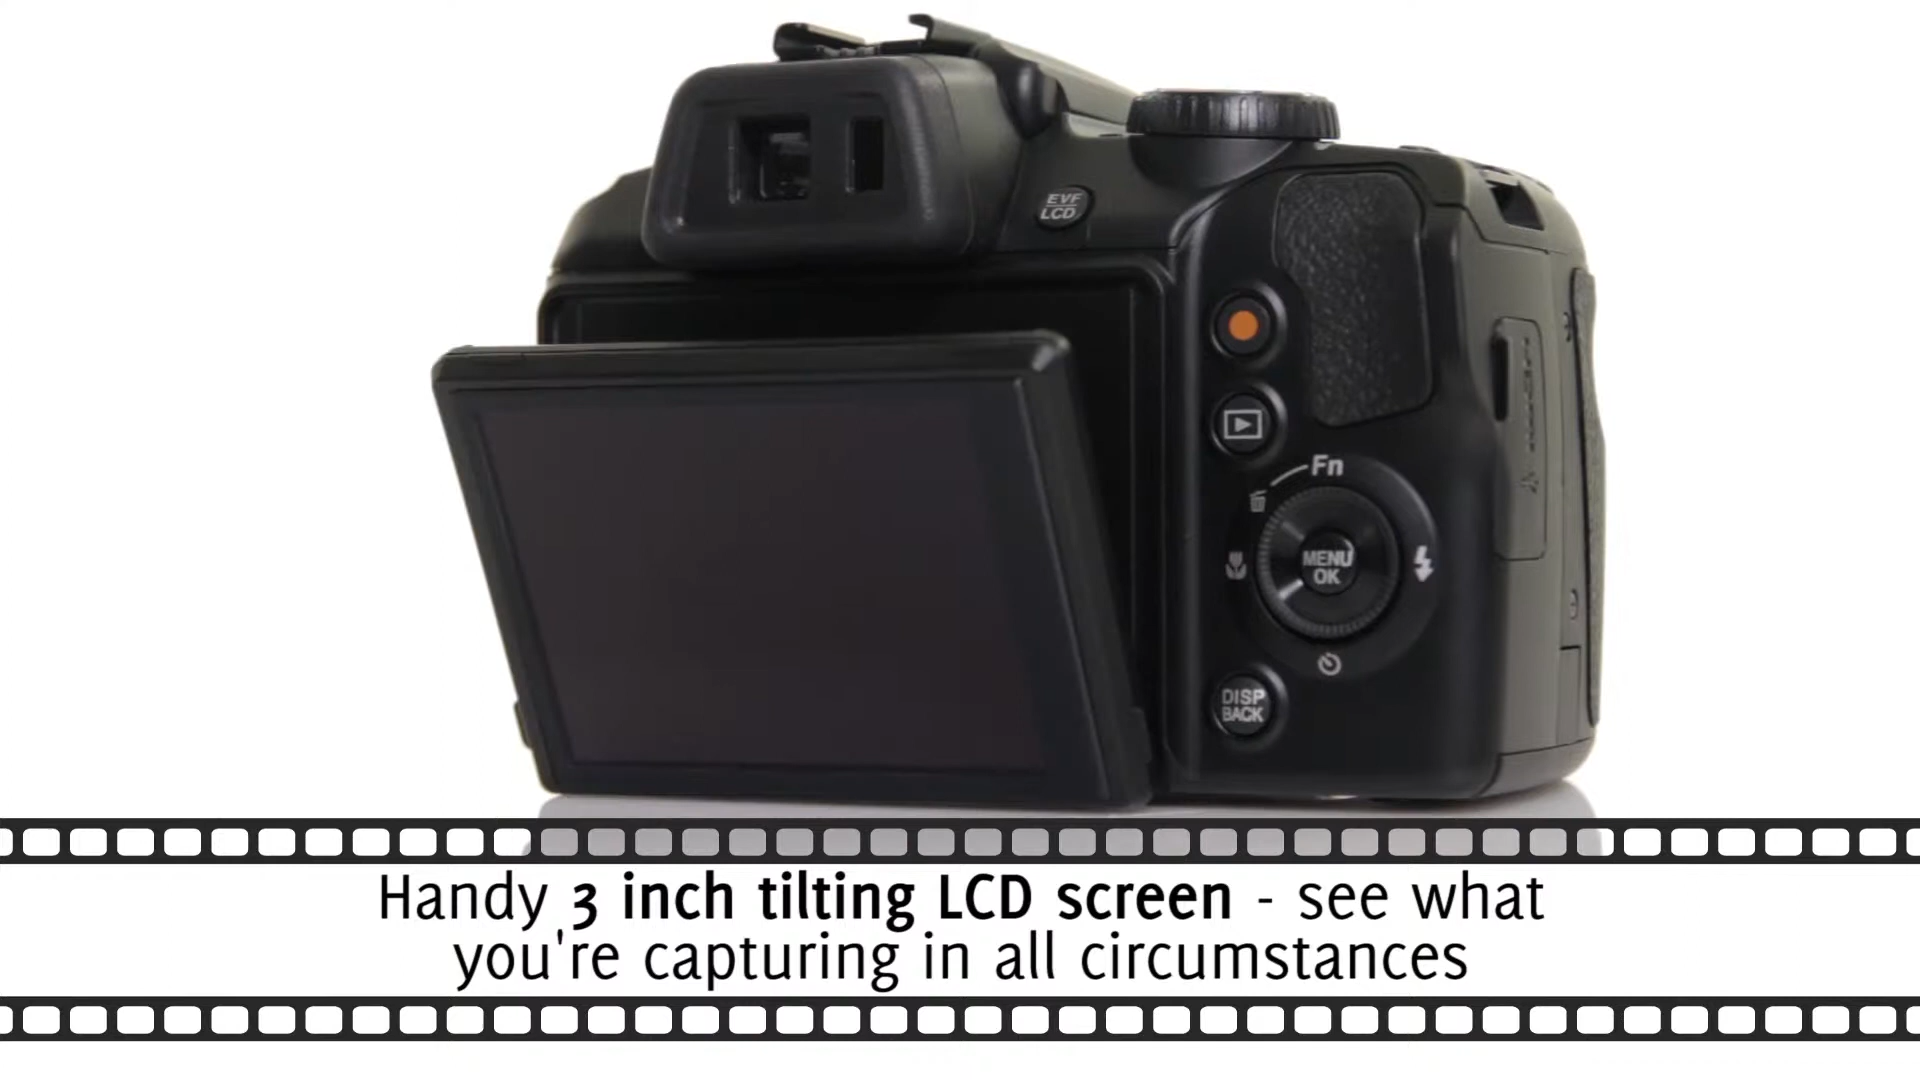 EVF
LCD
Fn
MENU
OK
DISP
BACK
Handy 3 inch tilting LCD screen - see what
you're capturing in all circumstances